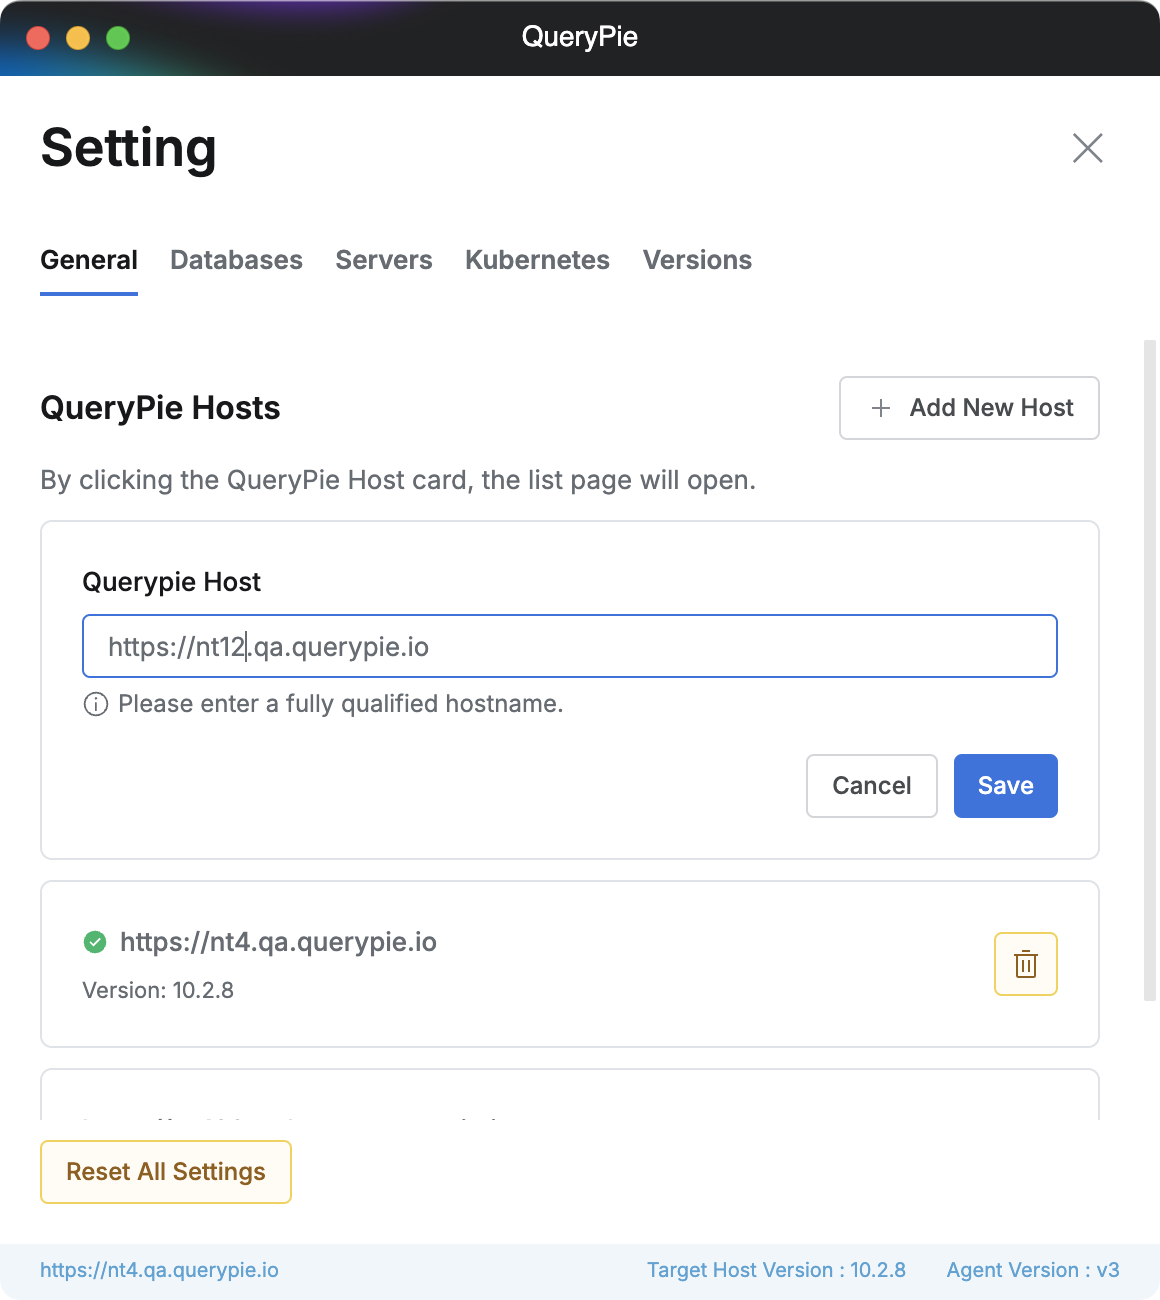 QueryPie
Setting
General Databases Servers Kubernetes Versions
QueryPie Hosts
Add New Host
By clicking the QueryPie Host card, the list page will open.
Querypie Host
https://nt12.qa.querypie.io
Please enter a fully qualified hostname.
Cancel Save
https://nt4.qa.querypie.io
Version: 10.2.8
Reset All Settings
https://nt4.qa.querypie.io Target Host Version : 10.2.8 Agent Version : v3